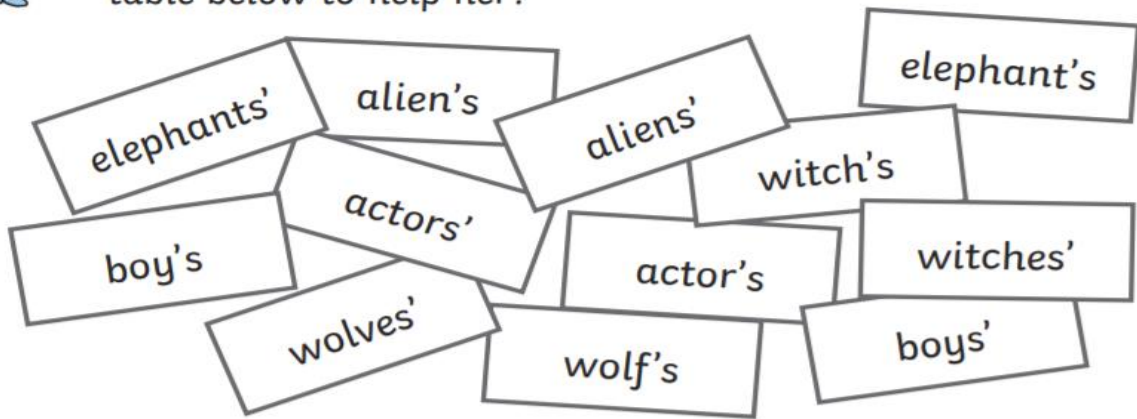 table below to help her?
elephants’
alien’s
aliens’
elephant’s
witch’s
actors’
boy’s
actor’s
witches’
wolves’
wolf’s
boys’